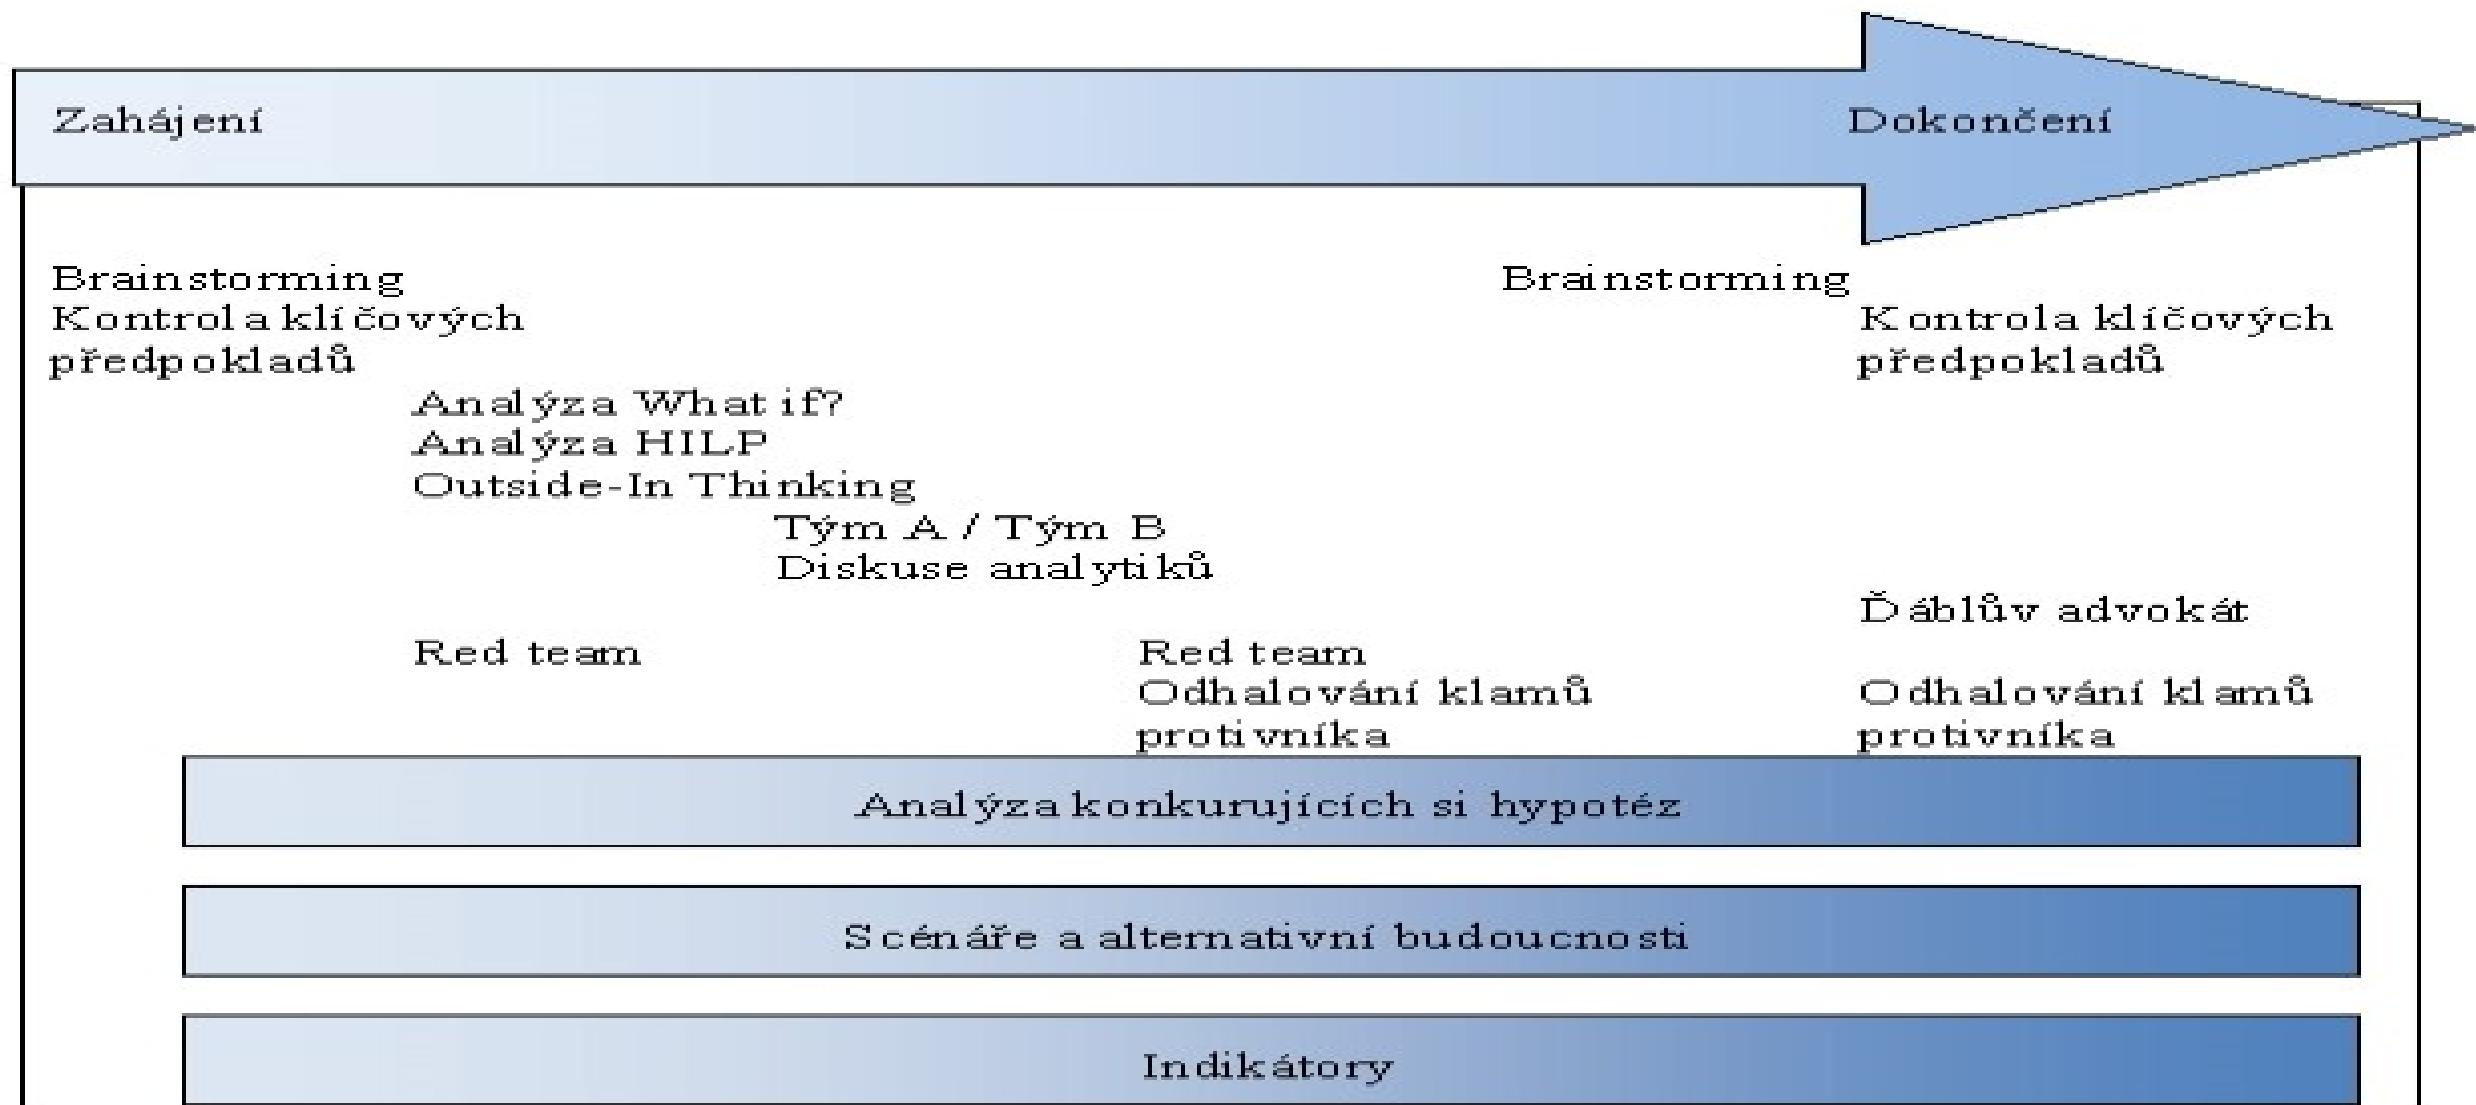 Zahájení Dokončení
Brainstorming Brainstorming
Kontrola klíčových Kontrola klíčových
předpokladů předpokladů
Analýza What if?
Analýza HILP
Outside-In Thinking
Tým A / Tým B
Diskuse analytiků
Ďáblův advokát
Red team Red team
Odhalování klamů Odhalování klamů
protivníka protivníka
Analýza konkurujících si hypotéz
Scénáře a alternativní budoucnosti
Indikátory